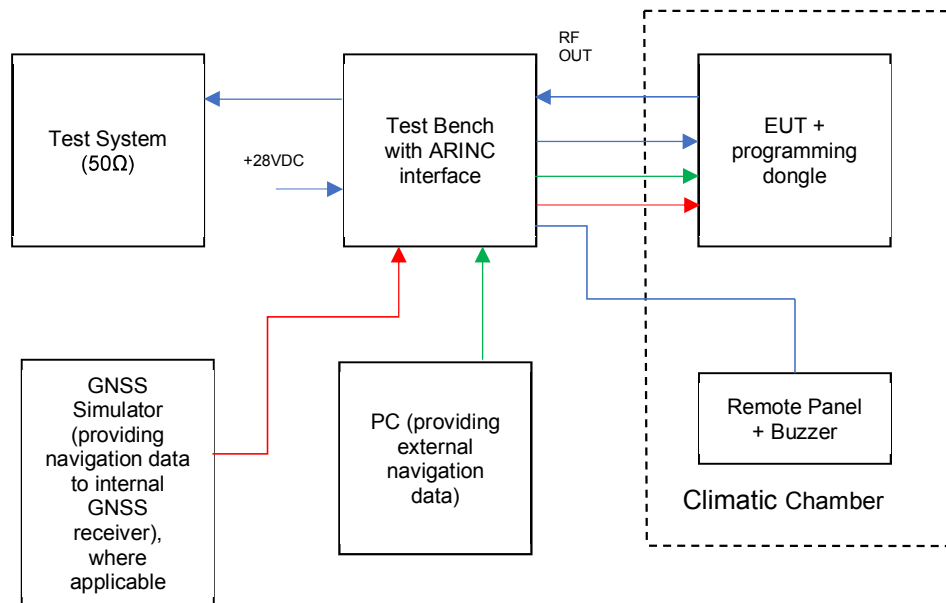 RF
OUT
Test System
(50Ω)
+28VDC
Test Bench
with ARINC
interface
EUT +
programming
dongle
GNSS
Simulator
(providing
navigation data
to internal
GNSS
receiver),
where
applicable
PC (providing
external
navigation
data)
Remote Panel
+ Buzzer
Climatic Chamber